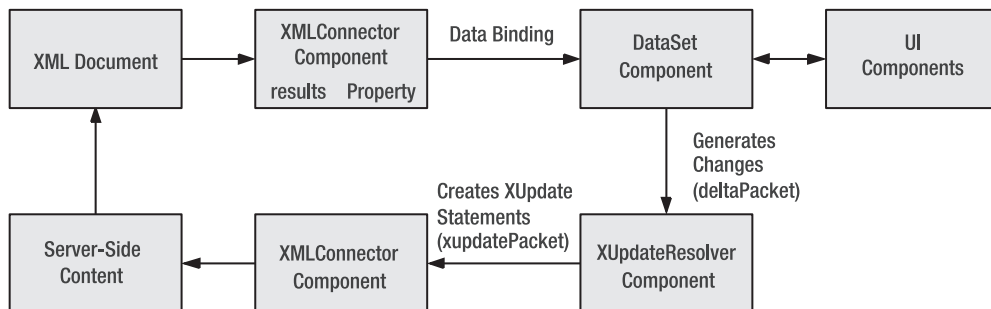 XML Document
XMLConnector
Component
results Property
Data Binding
DataSet
Component
UI
Components
Generates
Changes
(deltaPacket)
Creates XUpdate
Statements
(xupdatePacket)
Server-Side
Content
XMLConnector
Component
XUpdateResolver
Component